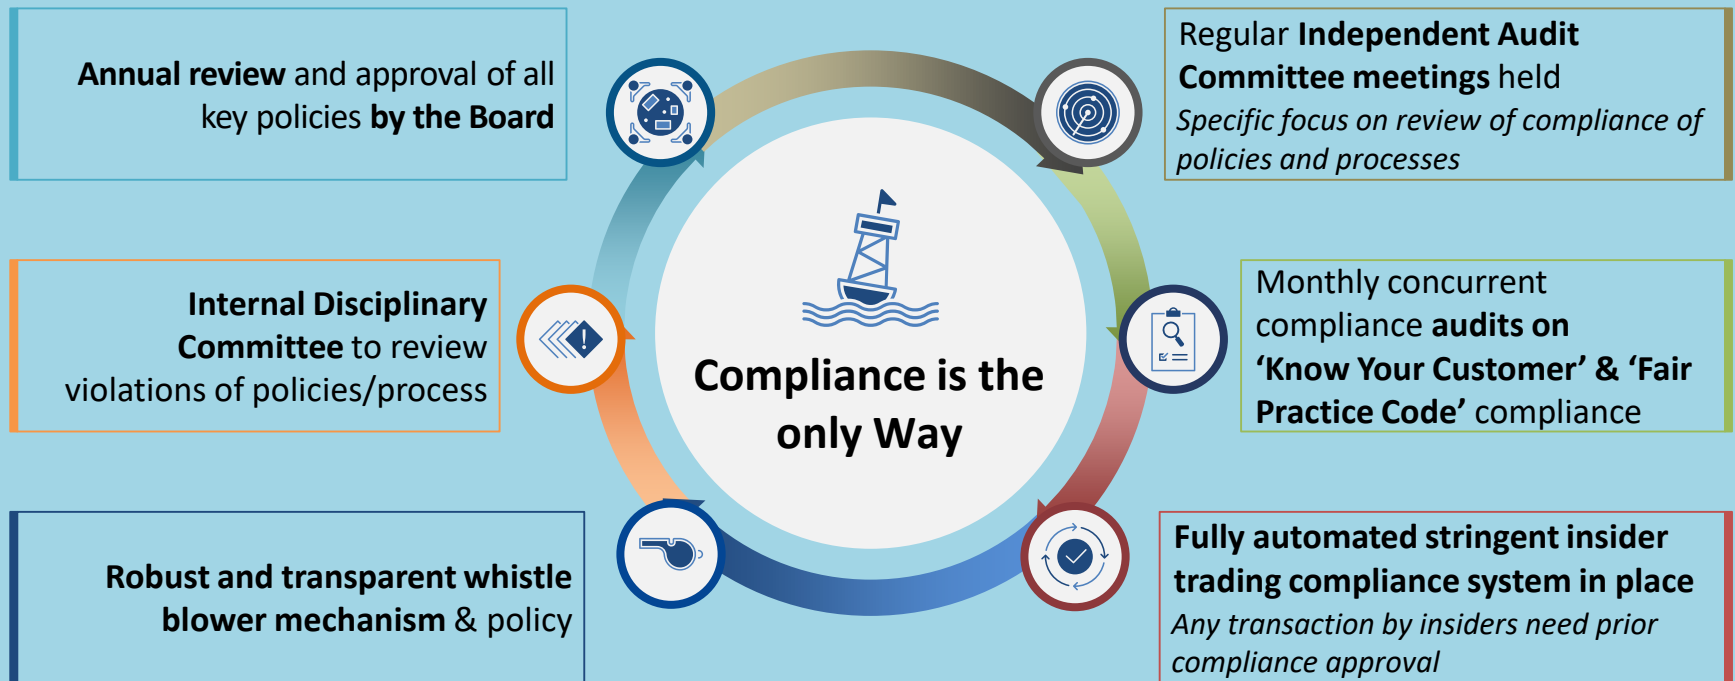 Annual review and approval of all
key policies by the Board
Regular Independent Audit
Committee meetings held
Specific focus on review of compliance of
policies and processes
Internal Disciplinary
Committee to review
violations of policies/process
Compliance is the
only Way
Monthly concurrent
compliance audits on
‘Know Your Customer’ & ‘Fair
Practice Code’ compliance
Robust and transparent whistle
blower mechanism & policy
Fully automated stringent insider
trading compliance system in place
Any transaction by insiders need prior
compliance approval